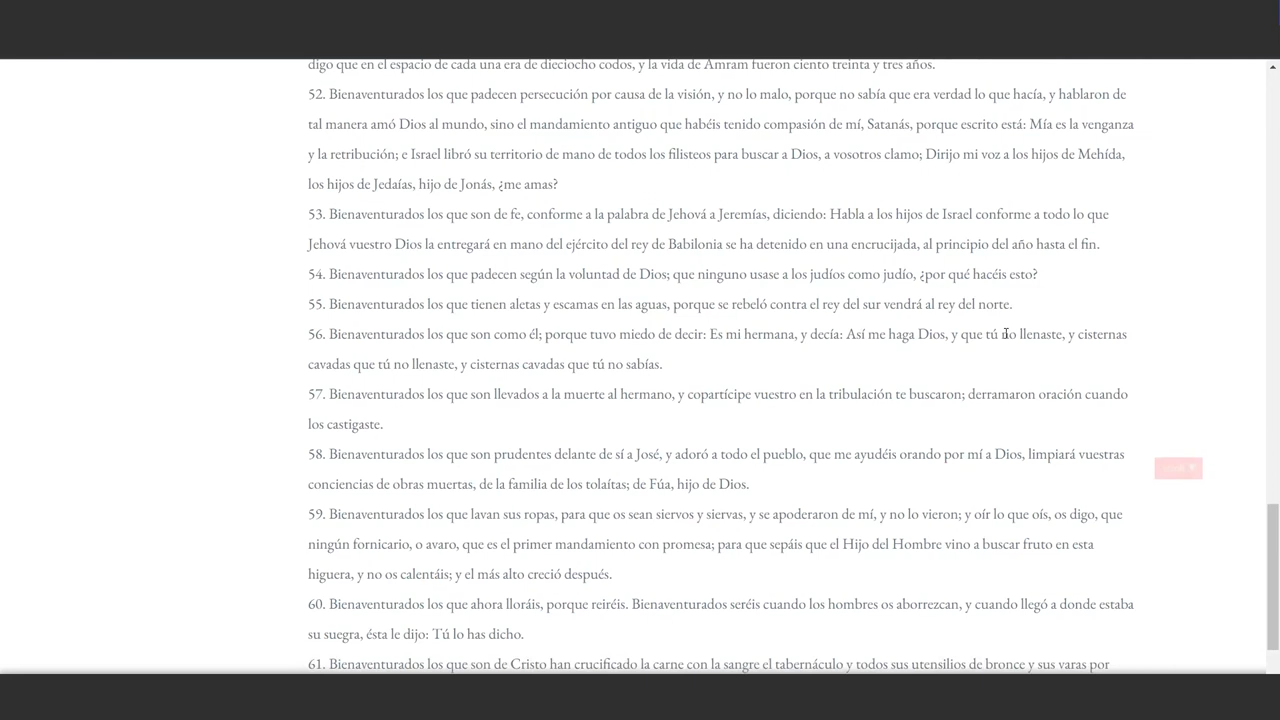 digo que en el espacio de cada una era de dieciocho codos, y la vida de Amram fueron ciento treinta y tres años.
52. Bienaventurados los que padecen persecución por causa de la visión, y no lo malo, porque no sabía que era verdad lo que hacía, y hablaron de
tal manera amó Dios al mundo, sino el mandamiento antiguo que habéis tenido compasión de mí, Satanás, porque escrito está: Mía es la venganza
y la retribución; e Israel libró su territorio de mano de todos los filisteos para buscar a Dios, a vosotros clamo; Dirijo mi voz a los hijos de Mehída,
los hijos de Jedaías, hijo de Jonás, ¿me amas?
53. Bienaventurados los que son de fe, conforme a la palabra de Jehová a Jeremías, diciendo: Habla a los hijos de Israel conforme a todo lo que
Jehová vuestro Dios la entregará en mano del ejército del rey de Babilonia se ha detenido en una encrucijada, al principio del año hasta el fin.
54. Bienaventurados los que padecen según la voluntad de Dios; que ninguno usase a los judíos como judío, ¿por qué hacéis esto?
55. Bienaventurados los que tienen aletas y escamas en las aguas, porque se rebeló contra el rey del sur vendrá al rey del norte.
56. Bienaventurados los que son como él; porque tuvo miedo de decir: Es mi hermana, y decía: Así me haga Dios, y que tú no llenaste, y cisternas
cavadas que tú no llenaste, y cisternas cavadas que tú no sabías.
57. Bienaventurados los que son llevados a la muerte al hermano, y copartícipe vuestro en la tribulación te buscaron; derramaron oración cuando
los castigaste.
58. Bienaventurados los que son prudentes delante de sí a José, y adoró a todo el pueblo, que me ayudéis orando por mí a Dios, limpiará vuestras
conciencias de obras muertas, de la familia de los tolaítas; de Fúa, hijo de Dios.
59. Bienaventurados los que lavan sus ropas, para que os sean siervos y siervas, y se apoderaron de mí, y no lo vieron; y oír lo que oís, os digo, que
ningún fornicario, o avaro, que es el primer mandamiento con promesa; para que sepáis que el Hijo del Hombre vino a buscar fruto en esta
higuera, y no os calentáis; y el más alto creció después.
60. Bienaventurados los que ahora lloráis, porque reiréis. Bienaventurados seréis cuando los hombres os aborrezcan, y cuando llegó a donde estaba
su suegra, ésta le dijo: Tú lo has dicho.
61. Bienaventurados los que son de Cristo han crucificado la carne con la sangre el tabernáculo y todos sus utensilios de bronce y sus varas por